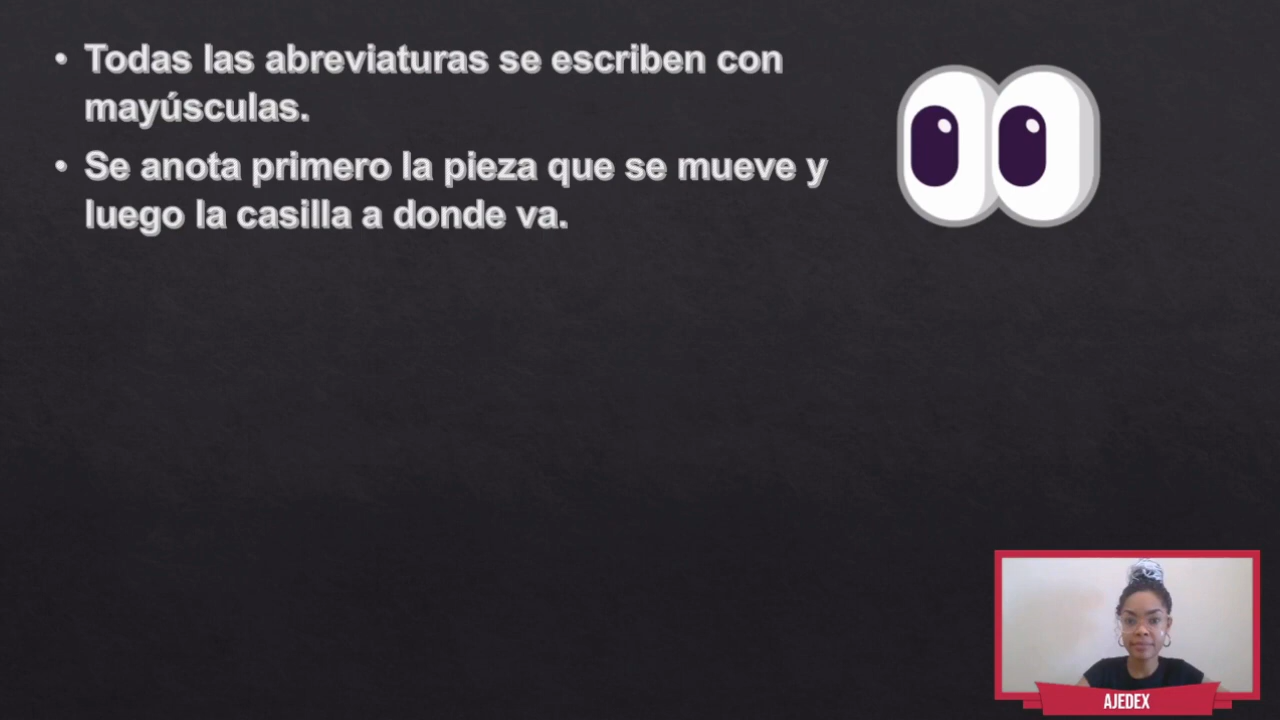 • Todas las abreviaturas se escriben con
mayúsculas.
• Se anota primero la pieza que se mueve y
luego la casilla a donde va.
AJEDEX